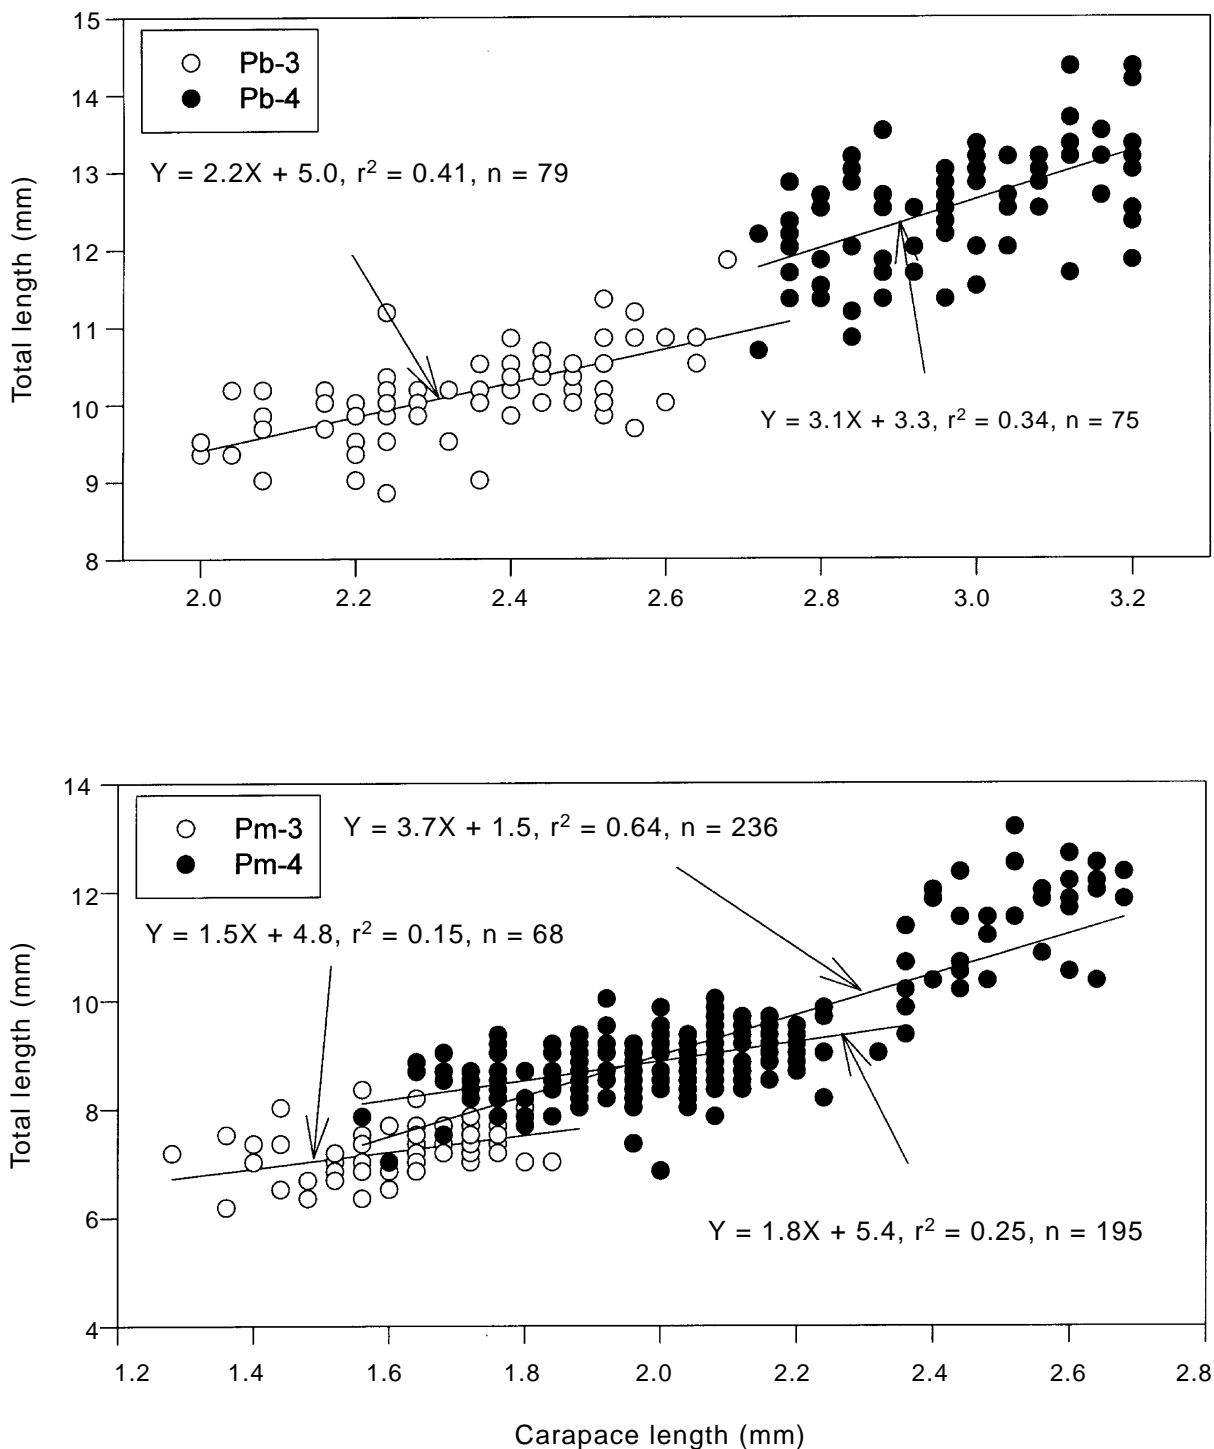 15
14
13
12
11
10
9
8
Total length (mm)
Pb-3
Pb-4
Y = 2.2X + 5.0, r² = 0.41, n = 79
Y = 3.1X + 3.3, r² = 0.34, n = 75
2.0 2.2 2.4 2.6 2.8 3.0 3.2
14
12
10
8
6
4
Total length (mm)
Pm-3
Pm-4
Y = 3.7X + 1.5, r² = 0.64, n = 236
Y = 1.5X + 4.8, r² = 0.15, n = 68
Y = 1.8X + 5.4, r² = 0.25, n = 195
1.2 1.4 1.6 1.8 2.0 2.2 2.4 2.6 2.8
Carapace length (mm)